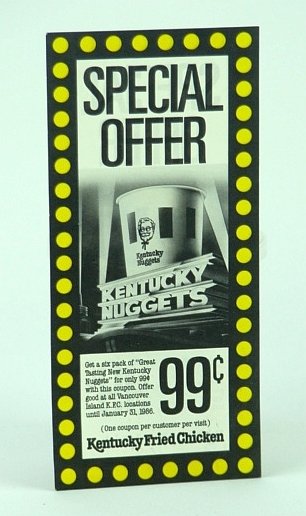 SPECIAL
OFFER
Kentucky
Nuggets
KENTUCKY
NUGGETS
Get a six pack of "Great
Tasting New Kentucky
Nuggets" for only 99¢
with this coupon. Offer
good at all Vancouver
Island K.F.C. locations
until January 31, 1986.
99¢
(One coupon per customer per visit)
Kentucky Fried Chicken